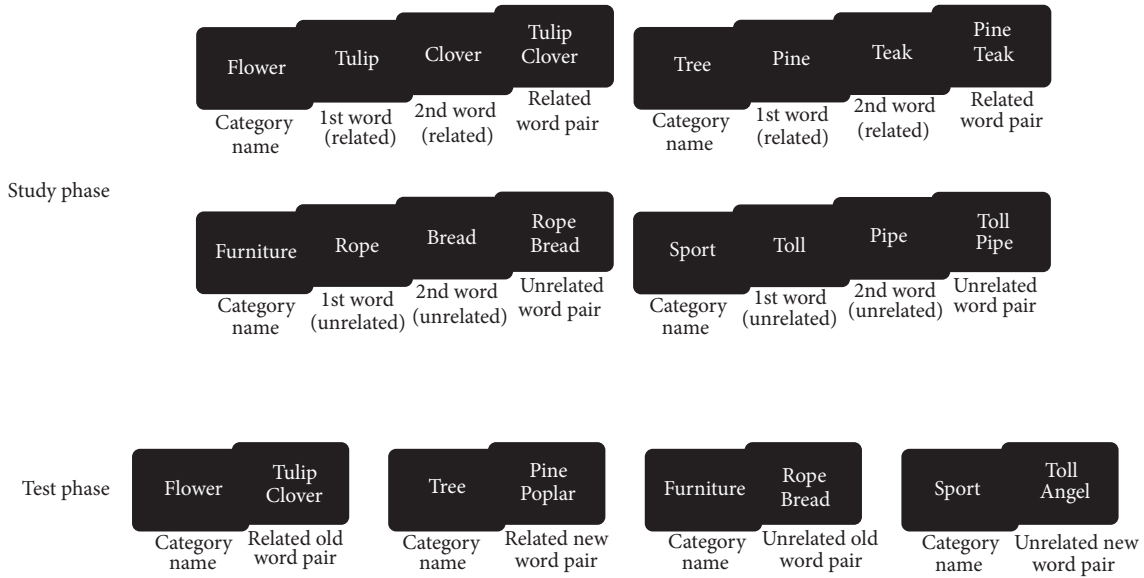 Study phase
Flower
Category
name
Tulip
1st word
(related)
Clover
2nd word
(related)
Tulip
Clover
Related
word pair
Tree
Category
name
Pine
1st word
(related)
Teak
2nd word
(related)
Pine
Teak
Related
word pair
Furniture
Category
name
Rope
1st word
(unrelated)
Bread
2nd word
(unrelated)
Rope
Bread
Unrelated
word pair
Sport
Category
name
Toll
1st word
(unrelated)
Pipe
2nd word
(unrelated)
Toll
Pipe
Unrelated
word pair
Test phase
Flower
Category
name
Tulip
Clover
Related old
word pair
Tree
Category
name
Pine
Poplar
Related new
word pair
Furniture
Category
name
Rope
Bread
Unrelated old
word pair
Sport
Category
name
Toll
Angel
Unrelated new
word pair